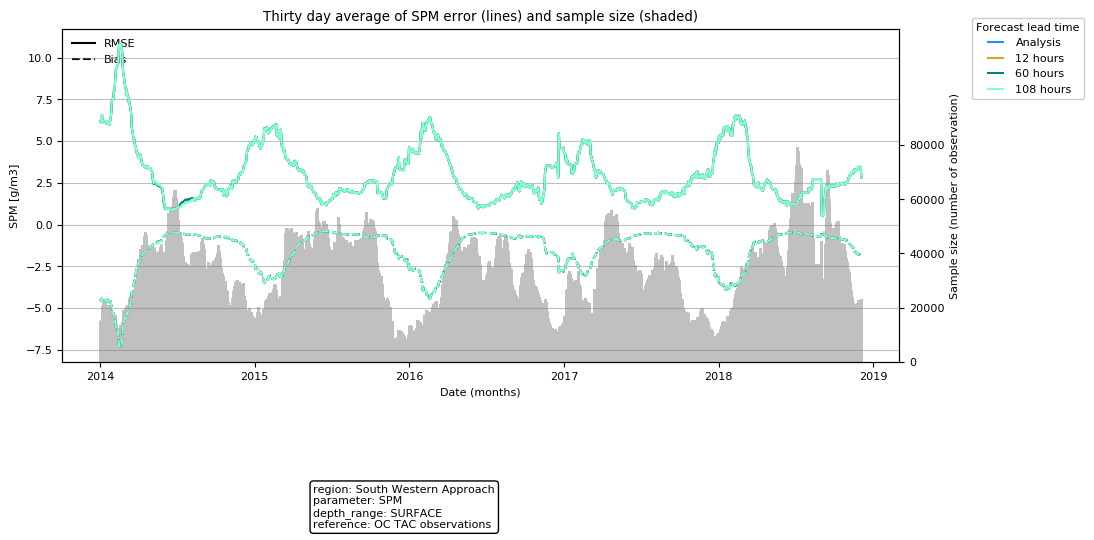 Thirty day average of SPM error (lines) and sample size (shaded)
RMSE
Bias
Forecast lead time
Analysis
12 hours
60 hours
108 hours
SPM [g/m3]
10.0
7.5
5.0
2.5
0.0
−2.5
−5.0
−7.5
80000
60000
40000
20000
0
Sample size (number of observation)
2014
2015
2016
2017
2018
2019
Date (months)
region: South Western Approach
parameter: SPM
depth_range: SURFACE
reference: OC TAC observations